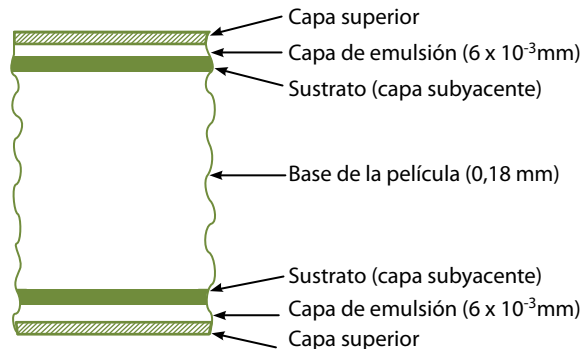 Capa superior
Capa de emulsión (6 x 10⁻³mm)
Sustrato (capa subyacente)
Base de la película (0,18 mm)
Sustrato (capa subyacente)
Capa de emulsión (6 x 10⁻³mm)
Capa superior